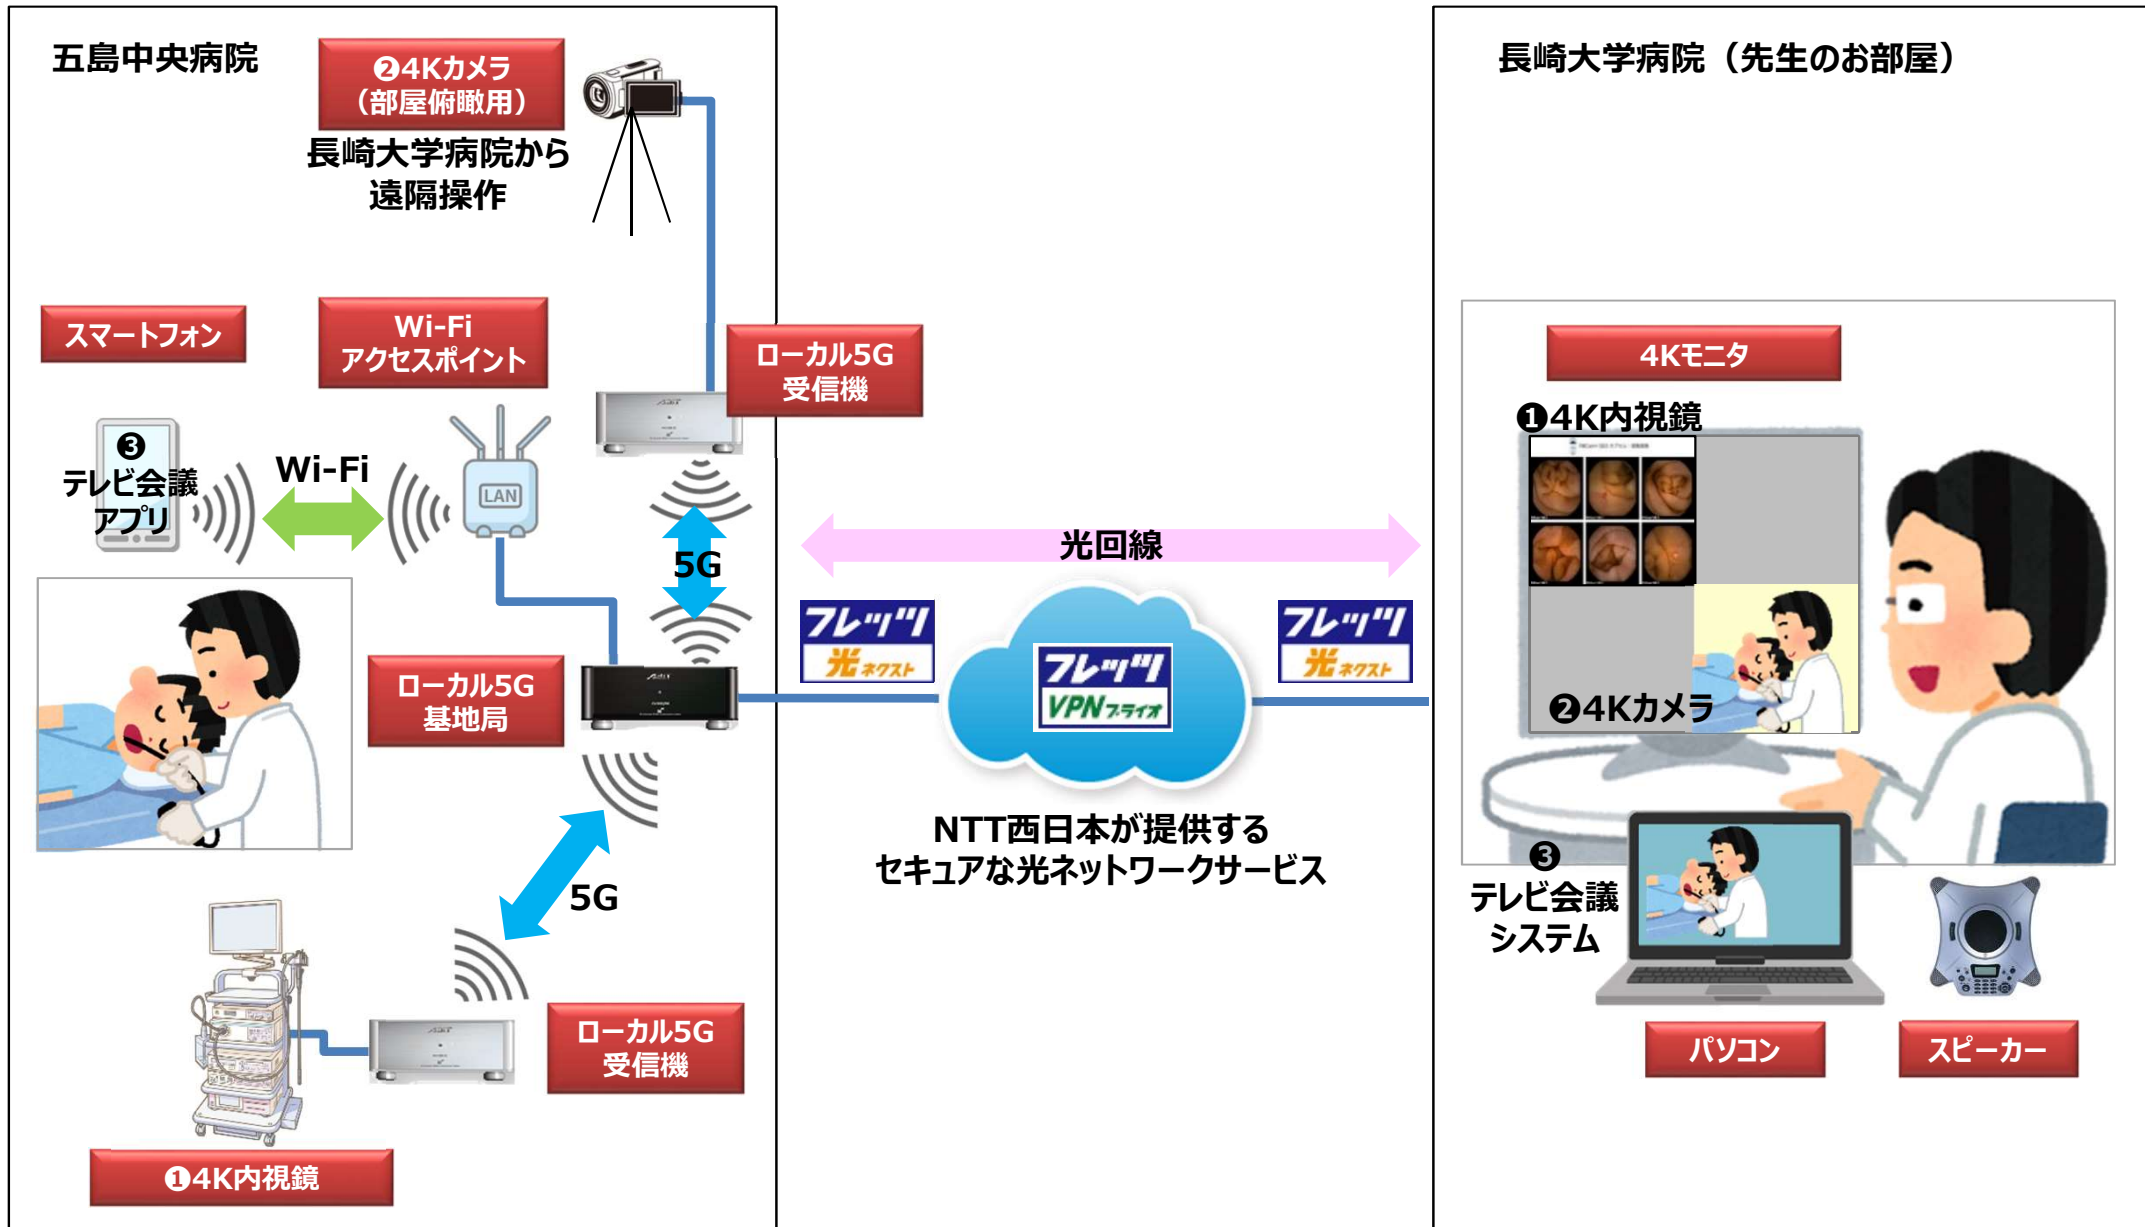 五島中央病院
❷4Kカメラ
（部屋俯瞰用）
長崎大学病院から
遠隔操作
スマートフォン
Wi-Fi
アクセスポイント
ローカル5G
受信機
❸
テレビ会議
アプリ
Wi-Fi
LAN
5G
ローカル5G
基地局
5G
ローカル5G
受信機
❶4K内視鏡
光回線
フレッツ
光ネクスト
フレッツ
VPNプライオ
フレッツ
光ネクスト
NTT西日本が提供する
セキュアな光ネットワークサービス
長崎大学病院（先生のお部屋）
4Kモニタ
❶4K内視鏡
❷4Kカメラ
❸
テレビ会議
システム
パソコン
スピーカー